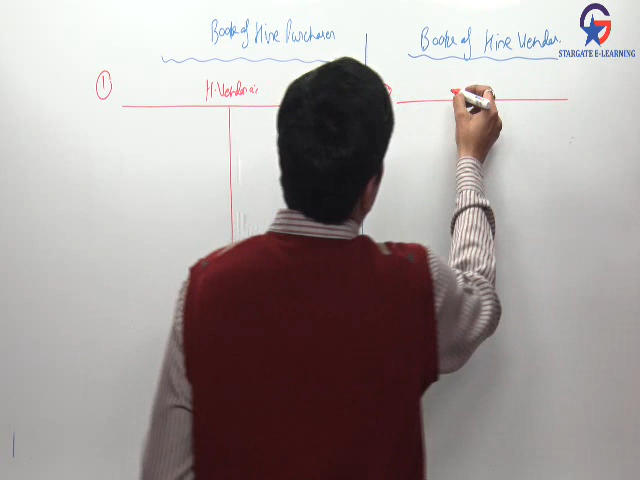 Books of Hire Purchaser
Books of Hire Vendor.
STARGATE E-LEARNING
1
H.Vendor a/c